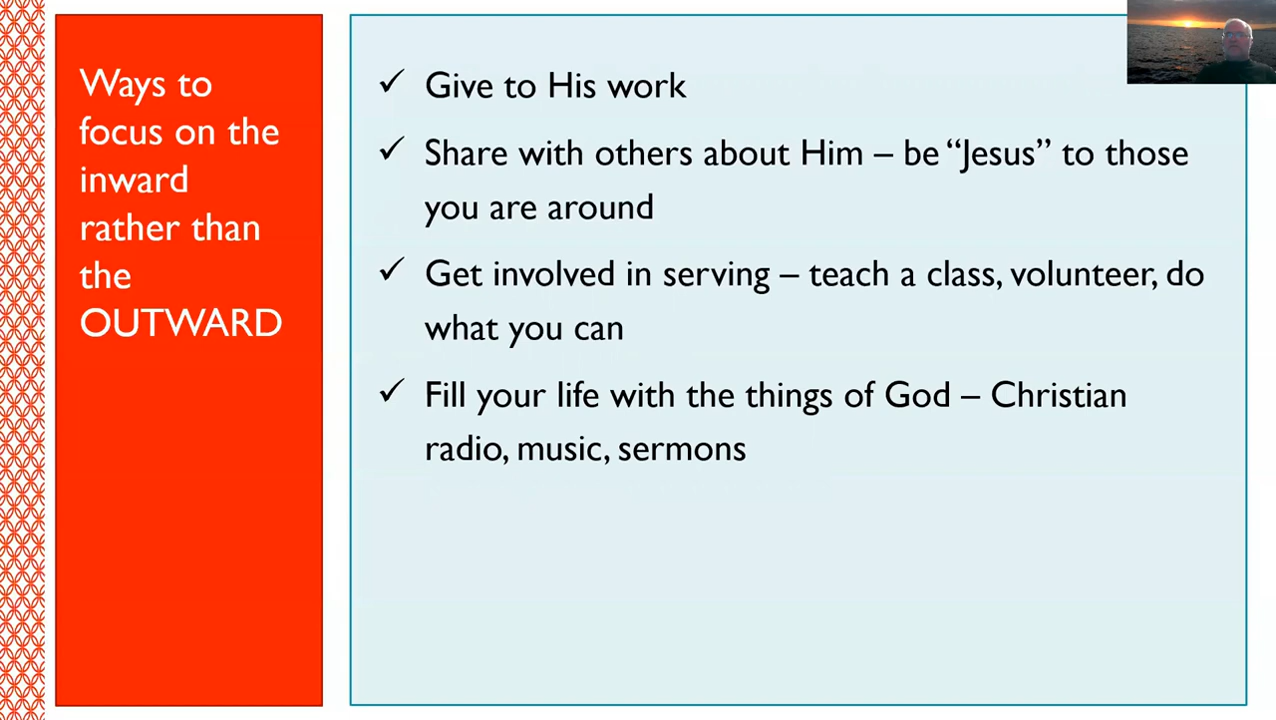 Ways to
focus on the
inward
rather than
the
OUTWARD
✓ Give to His work
✓ Share with others about Him – be “Jesus” to those
you are around
✓ Get involved in serving – teach a class, volunteer, do
what you can
✓ Fill your life with the things of God – Christian
radio, music, sermons